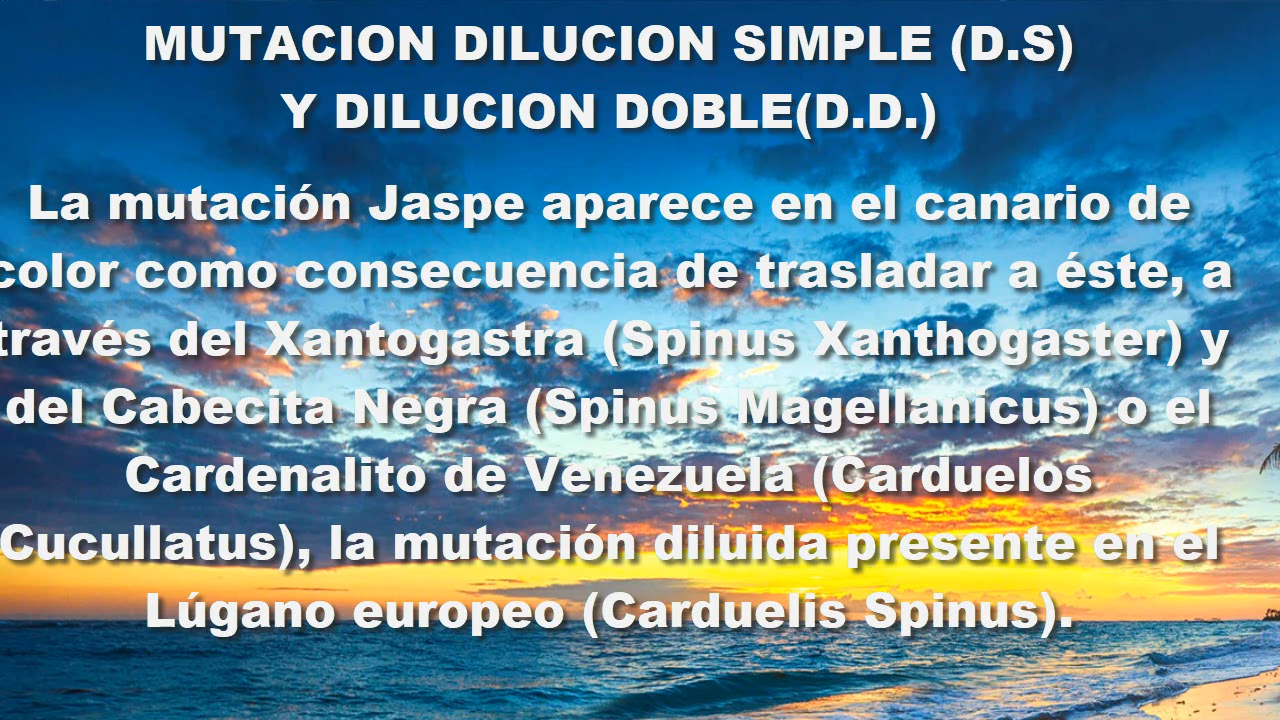 MUTACION DILUCION SIMPLE (D.S)
Y DILUCION DOBLE(D.D.)
La mutación Jaspe aparece en el canario de
color como consecuencia de trasladar a éste, a
través del Xantogastra (Spinus Xanthogaster) y
del Cabecita Negra (Spinus Magellanicus) o el
Cardenalito de Venezuela (Carduelos
Cucullatus), la mutación diluida presente en el
Lúgano europeo (Carduelis Spinus).